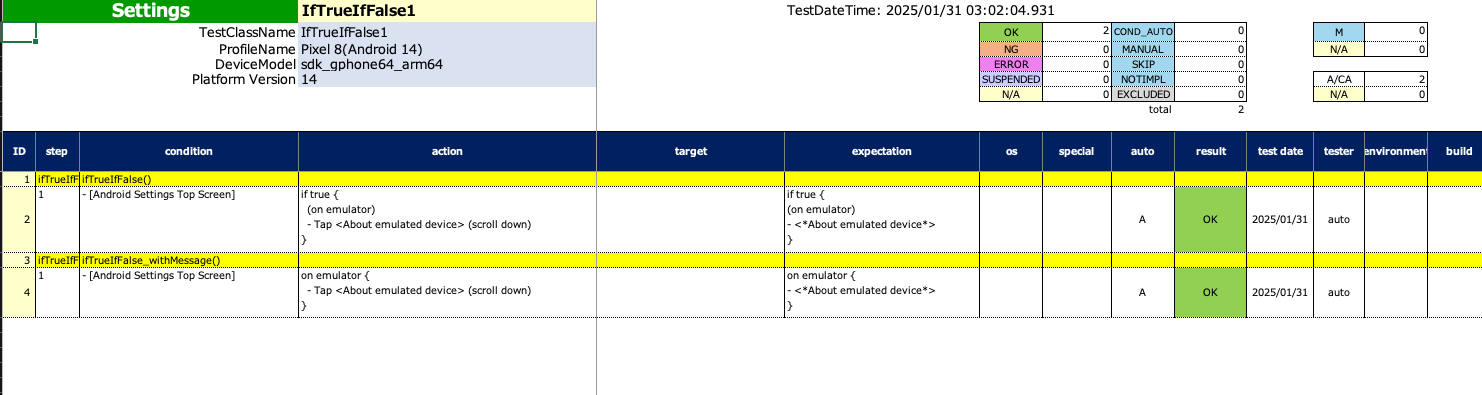 Settings IfTrueIfFalse1 TestDateTime: 2025/01/31 03:02:04.931
TestClassName IfTrueIfFalse1 OK 2 COND_AUTO 0 M 0
ProfileName Pixel 8(Android 14) NG 0 MANUAL 0 N/A 0
DeviceModel sdk_gphone64_arm64 ERROR 0 SKIP 0
Platform Version 14 SUSPENDED 0 NOTIMPL 0 A/CA 2
N/A 0 EXCLUDED 0 N/A 0
total 2
ID step condition action target expectation os special auto result test date tester environment build
1 ifTrueIfF ifTrueIfFalse()
2 1 - [Android Settings Top Screen] if true { if true { A OK 2025/01/31 auto
(on emulator) (on emulator)
- Tap <About emulated device> (scroll down) - <*About emulated device*>
} }
3 ifTrueIfF ifTrueIfFalse_withMessage()
4 1 - [Android Settings Top Screen] on emulator { on emulator { A OK 2025/01/31 auto
- Tap <About emulated device> (scroll down) - <*About emulated device*>
} }